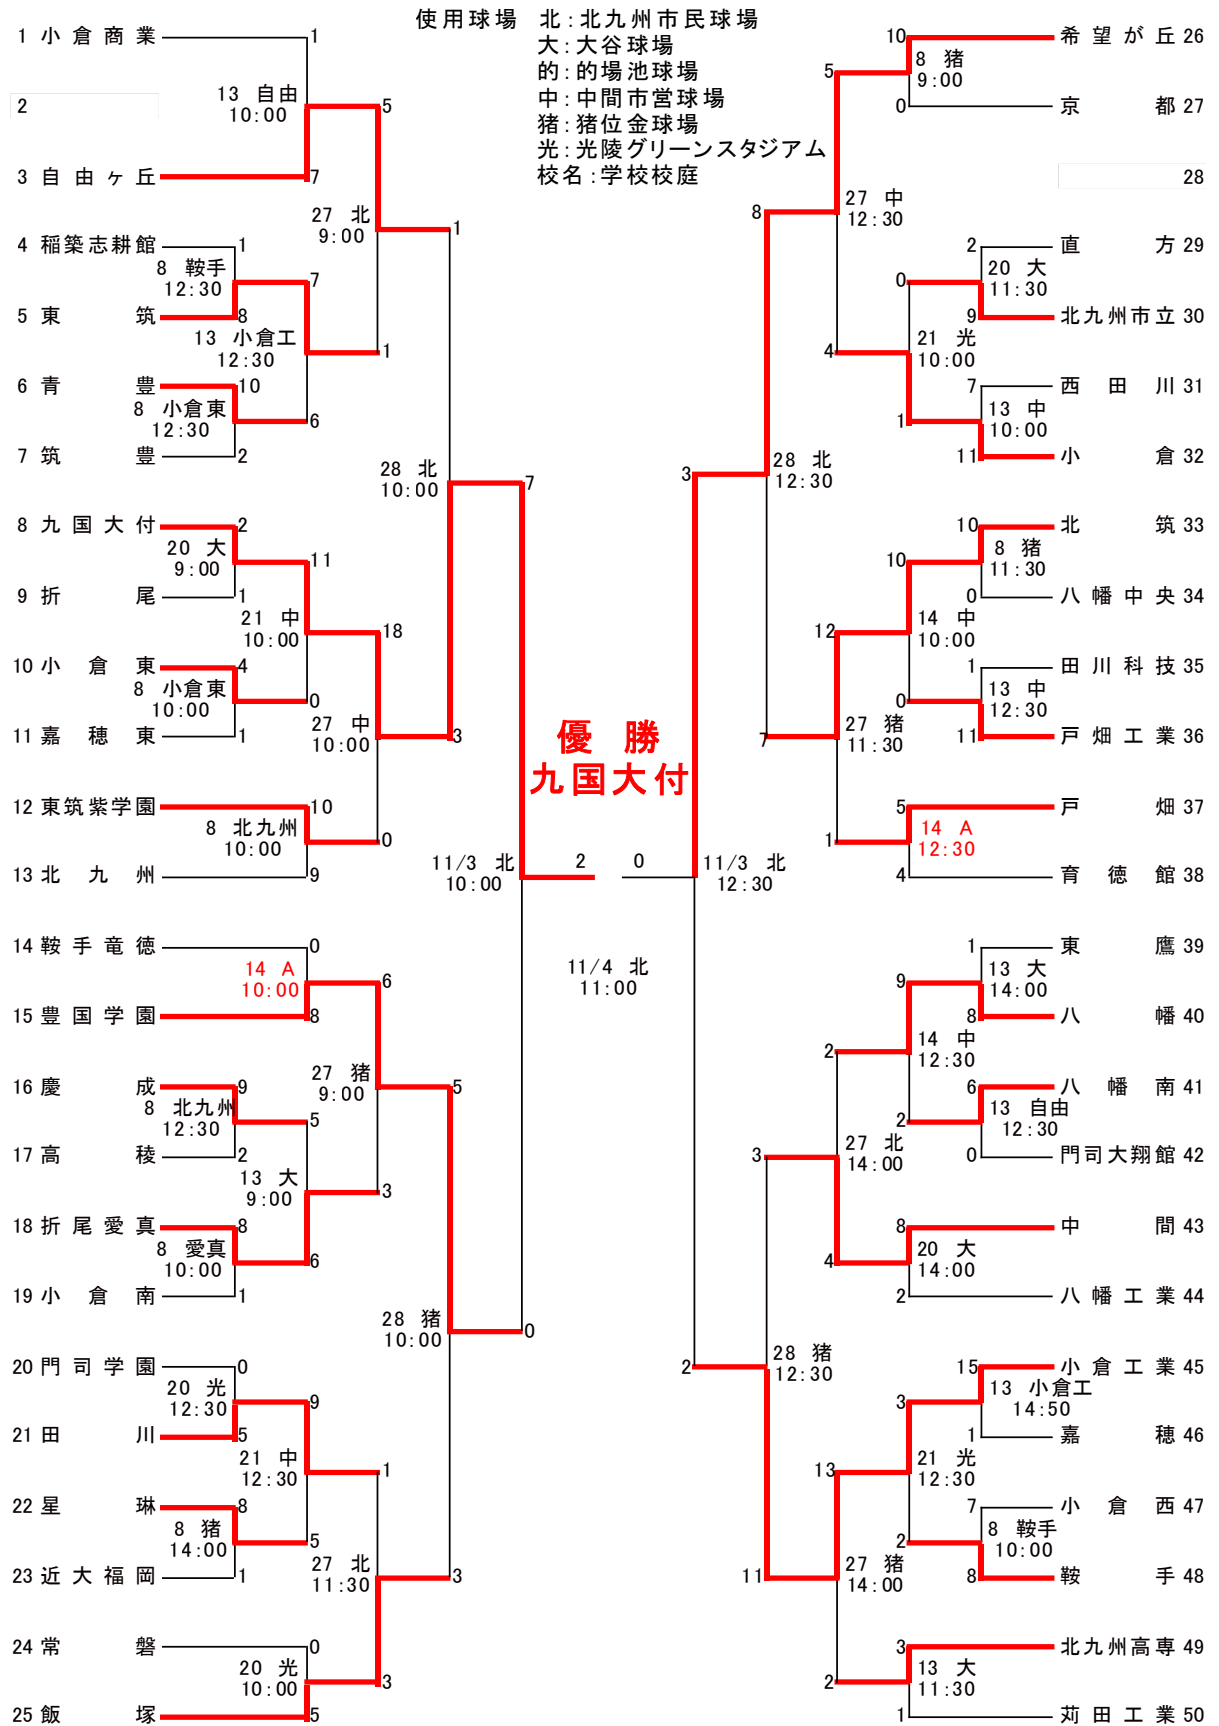 使用球場 北:北九州市民球場
大:大谷球場
的:的場池球場
中:中間市営球場
猪:猪位金球場
光:光陵グリーンスタジアム
校名:学校校庭
1 小倉商業 1
13 自由
10:00
5
2
3 自由ヶ丘 7
27 北
9:00
1
4 稲築志耕館 1
8 鞍手
12:30
7
5 東筑 8
13 小倉工
12:30
1
6 青豊 10
8 小倉東
12:30
6
7 筑豊 2
28 北
10:00
7
8 九国大付 2
20 大
9:00
11
9 折尾 1
21 中
10:00
18
10 小倉東 4
8 小倉東
10:00
0
11 嘉穂東 1
27 中
10:00
3
12 東筑紫学園 10
8 北九州
10:00
0
13 北九州 9
11/3 北
10:00
2
14 鞍手竜徳 0
14 A
10:00
6
15 豊国学園 8
27 猪
9:00
5
16 慶成 9
8 北九州
12:30
5
17 高稜 2
13 大
9:00
3
18 折尾愛真 8
8 愛真
10:00
6
19 小倉南 1
28 猪
10:00
0
20 門司学園 0
20 光
12:30
9
21 田川 5
21 中
12:30
1
22 星琳 8
8 猪
14:00
5
23 近大福岡 1
27 北
11:30
3
24 常磐 0
20 光
10:00
3
25 飯塚 5
優勝
九国大付
11/4 北
11:00
10 希望が丘 26
8 猪
9:00
5
0 京都 27
28
27 中
12:30
8
2 直方 29
20 大
11:30
0
9 北九州市立 30
21 光
10:00
4
7 西田川 31
13 中
10:00
1
11 小倉 32
28 北
12:30
3
10 北筑 33
8 猪
11:30
10
0 八幡中央 34
14 中
10:00
12
1 田川科技 35
13 中
12:30
0
11 戸畑工業 36
27 猪
11:30
7
5 戸畑 37
14 A
12:30
1
4 育徳館 38
11/3 北
12:30
0
1 東鷹 39
13 大
14:00
9
8 八幡 40
14 中
12:30
2
6 八幡南 41
13 自由
12:30
2
0 門司大翔館 42
27 北
14:00
3
8 中間 43
20 大
14:00
4
2 八幡工業 44
28 猪
12:30
2
15 小倉工業 45
13 小倉工
14:50
3
1 嘉穂 46
21 光
12:30
13
7 小倉西 47
8 鞍手
10:00
2
8 鞍手 48
27 猪
14:00
11
3 北九州高専 49
13 大
11:30
2
1 苅田工業 50